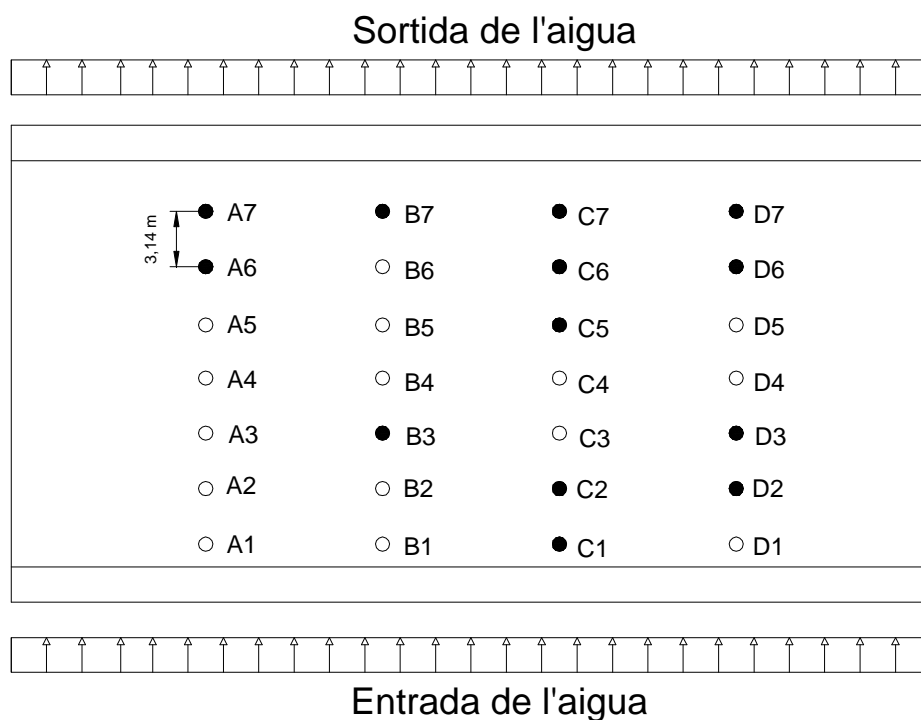 Sortida de l'aigua
A7 B7 C7 D7
3,14 m
A6 B6 C6 D6
A5 B5 C5 D5
A4 B4 C4 D4
A3 B3 C3 D3
A2 B2 C2 D2
A1 B1 C1 D1
Entrada de l'aigua